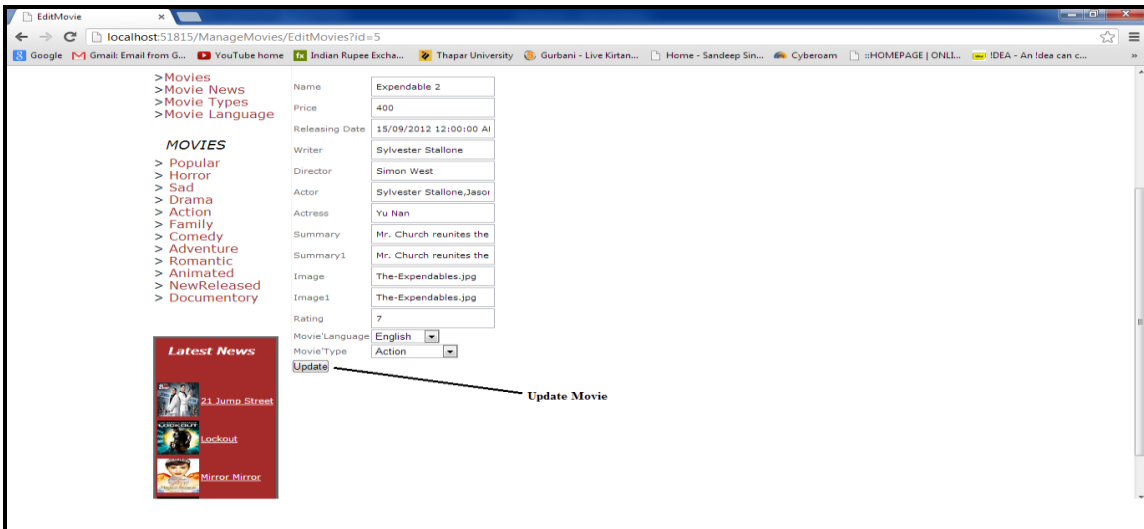 EditMovie
localhost:51815/ManageMovies/EditMovies?id=5
Google
Gmail: Email from G...
YouTube home
Indian Rupee Excha...
Thapar University
Gurbani - Live Kirtan...
Home - Sandeep Sin...
Cyberoam
::HOMEPAGE | ONLI...
!DEA - An !dea can c...
>Movies
>Movie News
>Movie Types
>Movie Language
MOVIES
> Popular
> Horror
> Sad
> Drama
> Action
> Family
> Comedy
> Adventure
> Romantic
> Animated
> NewReleased
> Documentory
Latest News
21 Jump Street
Lockout
Mirror Mirror
Name Expendable 2
Price 400
Releasing Date 15/09/2012 12:00:00 AI
Writer Sylvester Stallone
Director Simon West
Actor Sylvester Stallone,Jasor
Actress Yu Nan
Summary Mr. Church reunites the
Summary1 Mr. Church reunites the
Image The-Expendables.jpg
Image1 The-Expendables.jpg
Rating 7
Movie'Language English
Movie'Type Action
Update
Update Movie